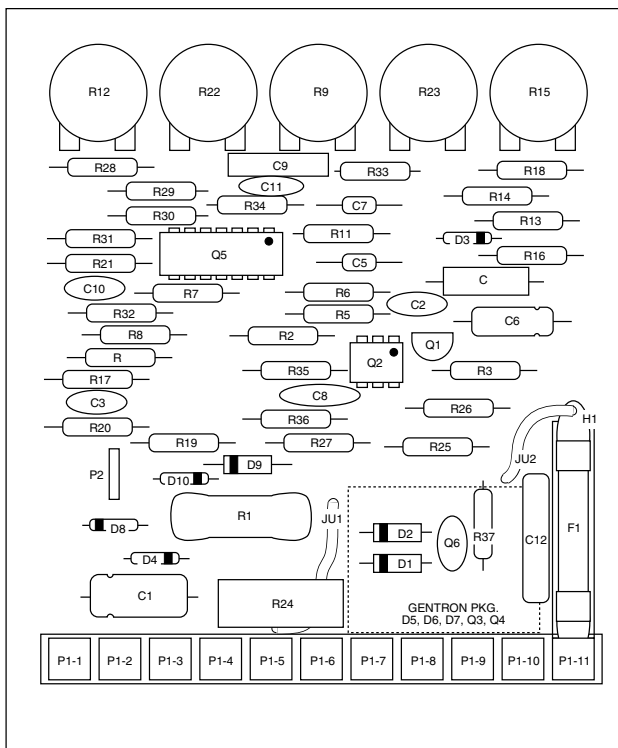 R12 R22 R9 R23 R15
R28 C9 R33 R18
R29 C11 R14
R30 R34 C7 R13
R31 Q5 R11 D3
R21 C5 R16
C10 R7 R6 C2 C
R32 R5 C6
R8 R2 Q2 Q1
R R35 R3
R17 C8
C3 R26 H1
R20 R36
R19 R27 R25
P2 D10 D9 JU2
D8 R1 JU1 D2 Q6 R37 C12 F1
D4 D1
C1 R24 GENTRON PKG.
D5, D6, D7, Q3, Q4
P1-1 P1-2 P1-3 P1-4 P1-5 P1-6 P1-7 P1-8 P1-9 P1-10 P1-11